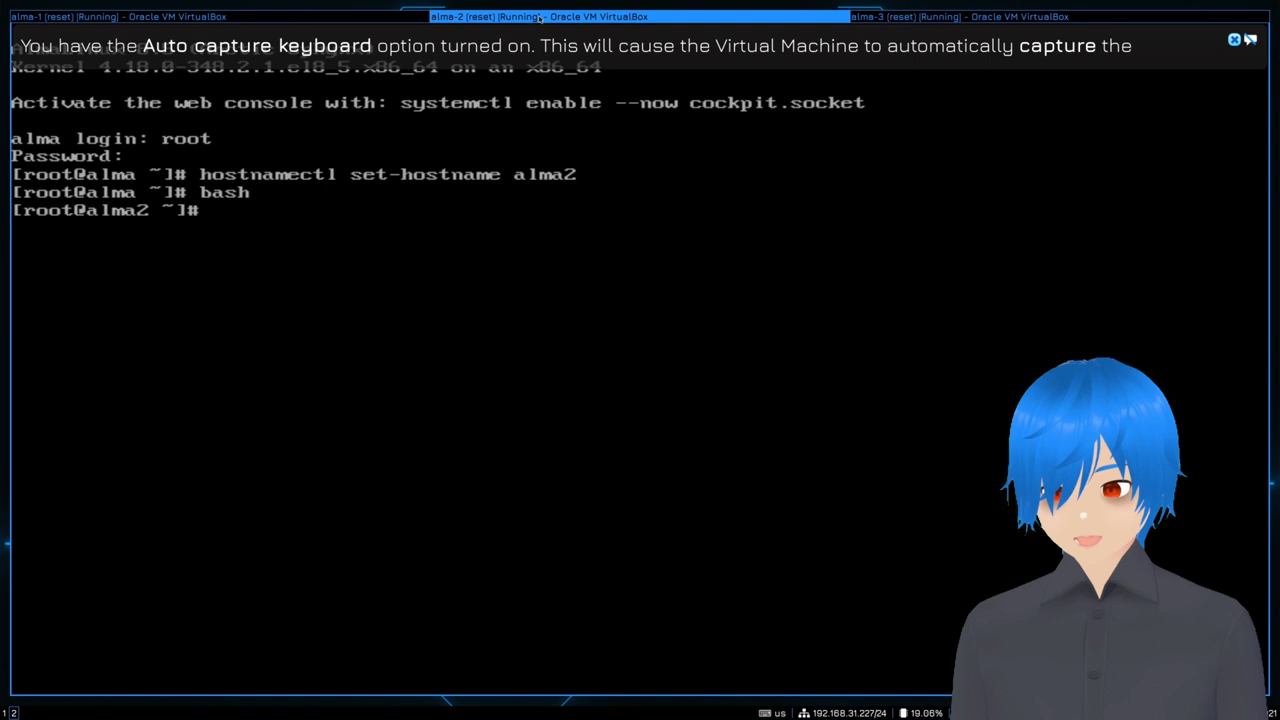 alma-1 (reset) [Running] - Oracle VM VirtualBox
alma-2 (reset) [Running] - Oracle VM VirtualBox
alma-3 (reset) [Running] - Oracle VM VirtualBox
You have the Auto capture keyboard option turned on. This will cause the Virtual Machine to automatically capture the
Kernel 4.18.0-348.2.1.el8_5.x86_64 on an x86_64
Activate the web console with: systemctl enable --now cockpit.socket
alma login: root
Password:
[root@alma ~]# hostnamectl set-hostname alma2
[root@alma ~]# bash
[root@alma2 ~]#
1 2 us | 192.168.31.227/24 | 19.06% 21